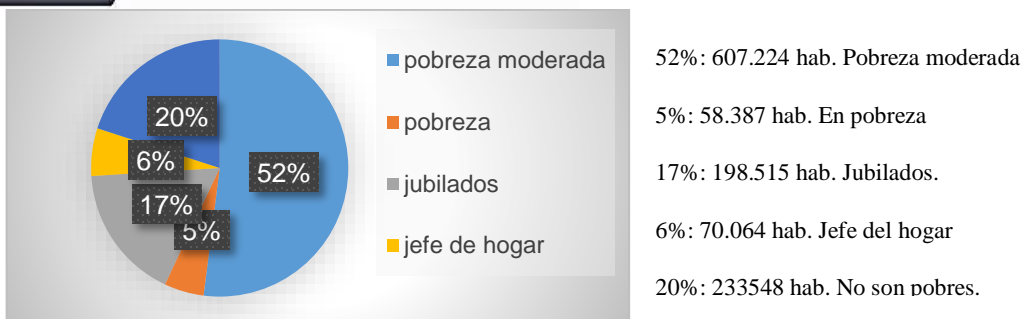 20%
6%
52%
17%
5%
pobreza moderada
pobreza
jubilados
jefe de hogar
52%: 607.224 hab. Pobreza moderada
5%: 58.387 hab. En pobreza
17%: 198.515 hab. Jubilados.
6%: 70.064 hab. Jefe del hogar
20%: 233548 hab. No son pobres.